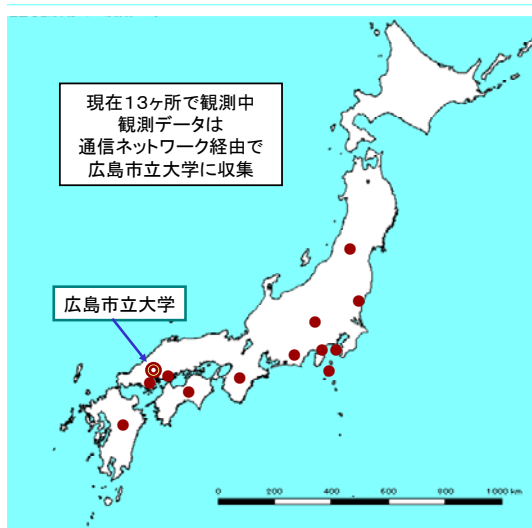 現在１３ヶ所で観測中
観測データは
通信ネットワーク経由で
広島市立大学に収集
広島市立大学
0 200 400 600 800 1000 km